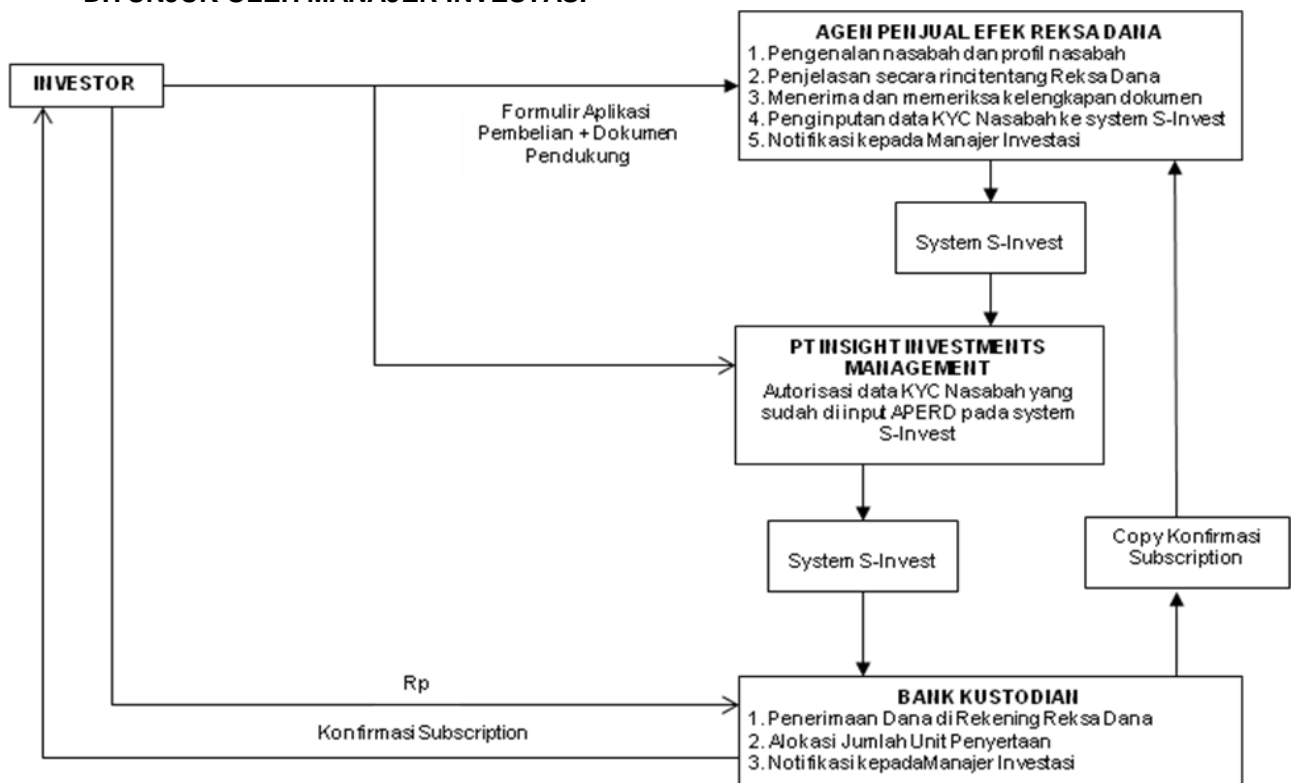 DITUNJUK OLEH MANAJER INVESTASI
AGEN PENJUAL EFEK REKSA DANA
1. Pengenalan nasabah dan profil nasabah
2. Penjelasan secara rinci tentang Reksa Dana
3. Menerima dan memeriksa kelengkapan dokumen
4. Penginputan data KYC Nasabah ke system S-Invest
5. Notifikasi kepada Manajer Investasi
INVESTOR
Formulir Aplikasi
Pembelian + Dokumen
Pendukung
System S-Invest
PT INSIGHT INVESTMENTS
MANAGEMENT
Autorisasi data KYC Nasabah yang
sudah di input APERD pada system
S-Invest
System S-Invest
Copy Konfirmasi
Subscription
Rp
Konfirmasi Subscription
BANK KUSTODIAN
1. Penerimaan Dana di Rekening Reksa Dana
2. Alokasi Jumlah Unit Penyertaan
3. Notifikasi kepada Manajer Investasi